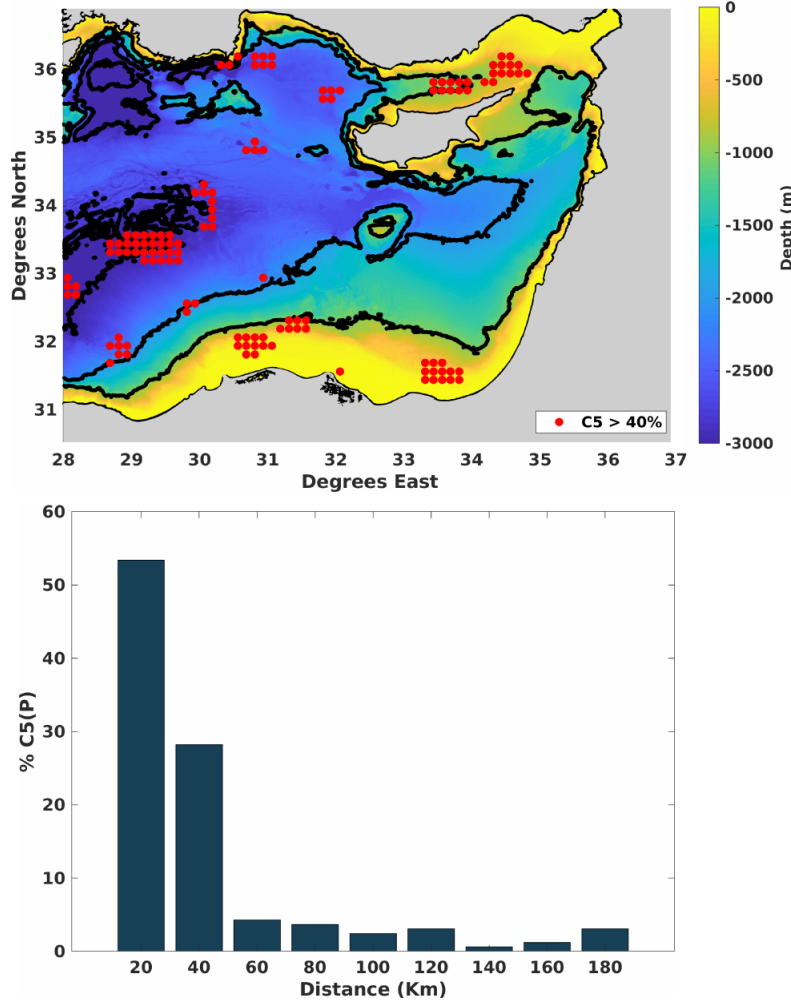 36
35
34
33
32
31
Degrees North
28 29 30 31 32 33 34 35 36 37
Degrees East
C5 > 40%
0
-500
-1000
-1500
-2000
-2500
-3000
Depth (m)
60
50
40
30
20
10
0
% C5(P)
20 40 60 80 100 120 140 160 180
Distance (Km)